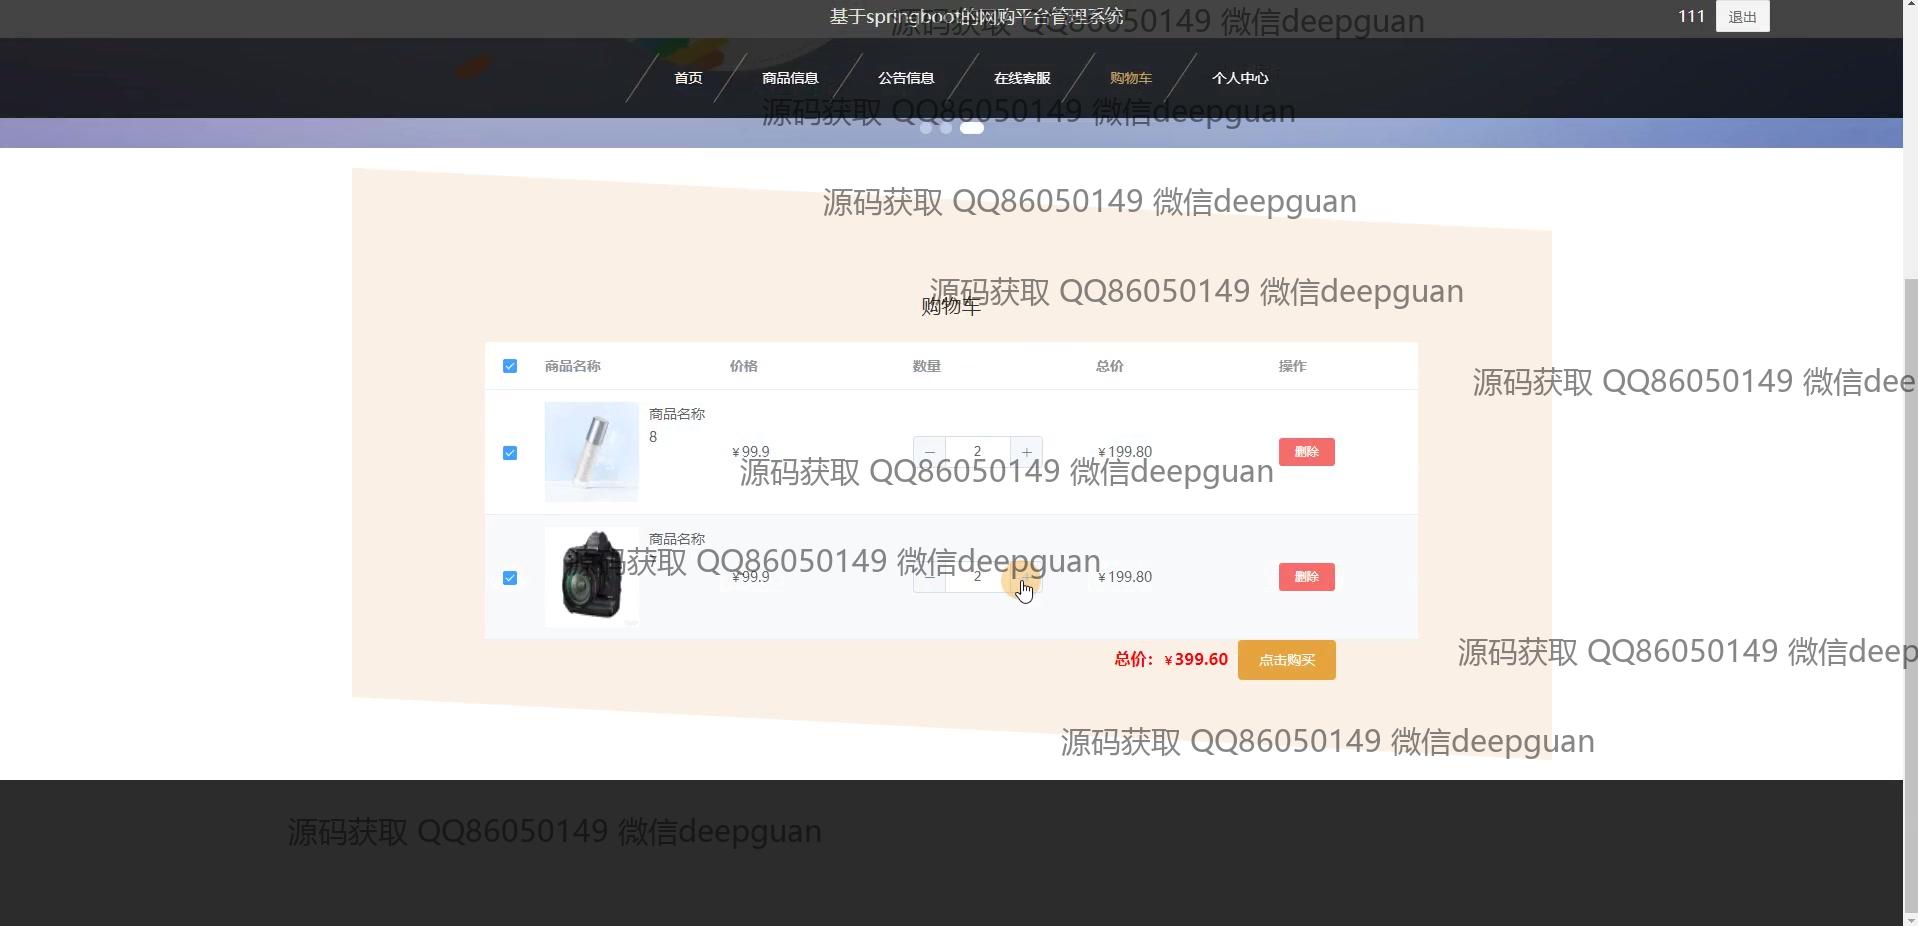 基于springboot的网购平台管理系统
111
退出
源码获取 QQ86050149 微信deepguan
首页
商品信息
公告信息
在线客服
购物车
个人中心
源码获取 QQ86050149 微信deepguan
源码获取 QQ86050149 微信deepguan
源码获取 QQ86050149 微信deepguan
购物车
商品名称
价格
数量
总价
操作
源码获取 QQ86050149 微信dee
商品名称
8
￥99.9
2
￥199.80
删除
源码获取 QQ86050149 微信deepguan
商品名称
源码获取 QQ86050149 微信deepguan
￥99.9
2
￥199.80
删除
总价：￥399.60
点击购买
源码获取 QQ86050149 微信deep
源码获取 QQ86050149 微信deepguan
源码获取 QQ86050149 微信deepguan